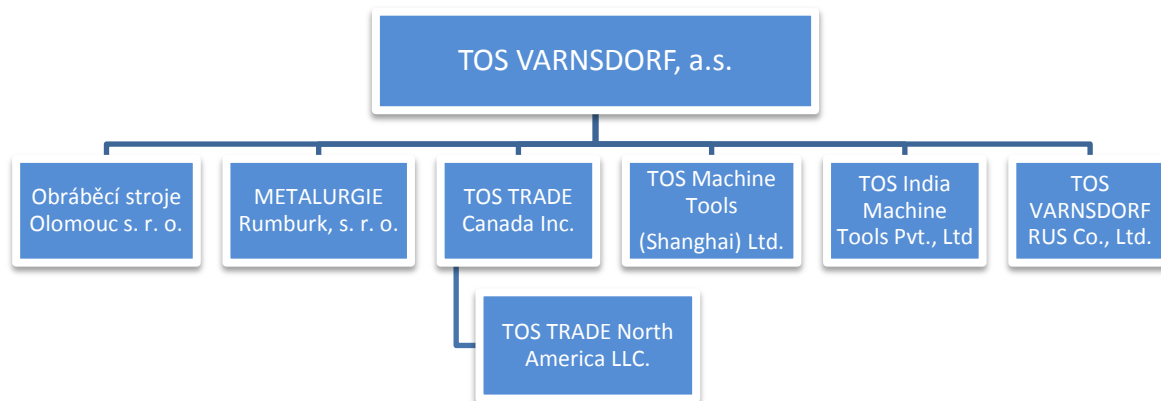 TOS VARNSDORF, a.s.
Obráběcí stroje
Olomouc s. r. o.
METALURGIE
Rumburk, s. r. o.
TOS TRADE
Canada Inc.
TOS Machine
Tools
(Shanghai) Ltd.
TOS India
Machine
Tools Pvt., Ltd
TOS
VARNSDORF
RUS Co., Ltd.
TOS TRADE North
America LLC.